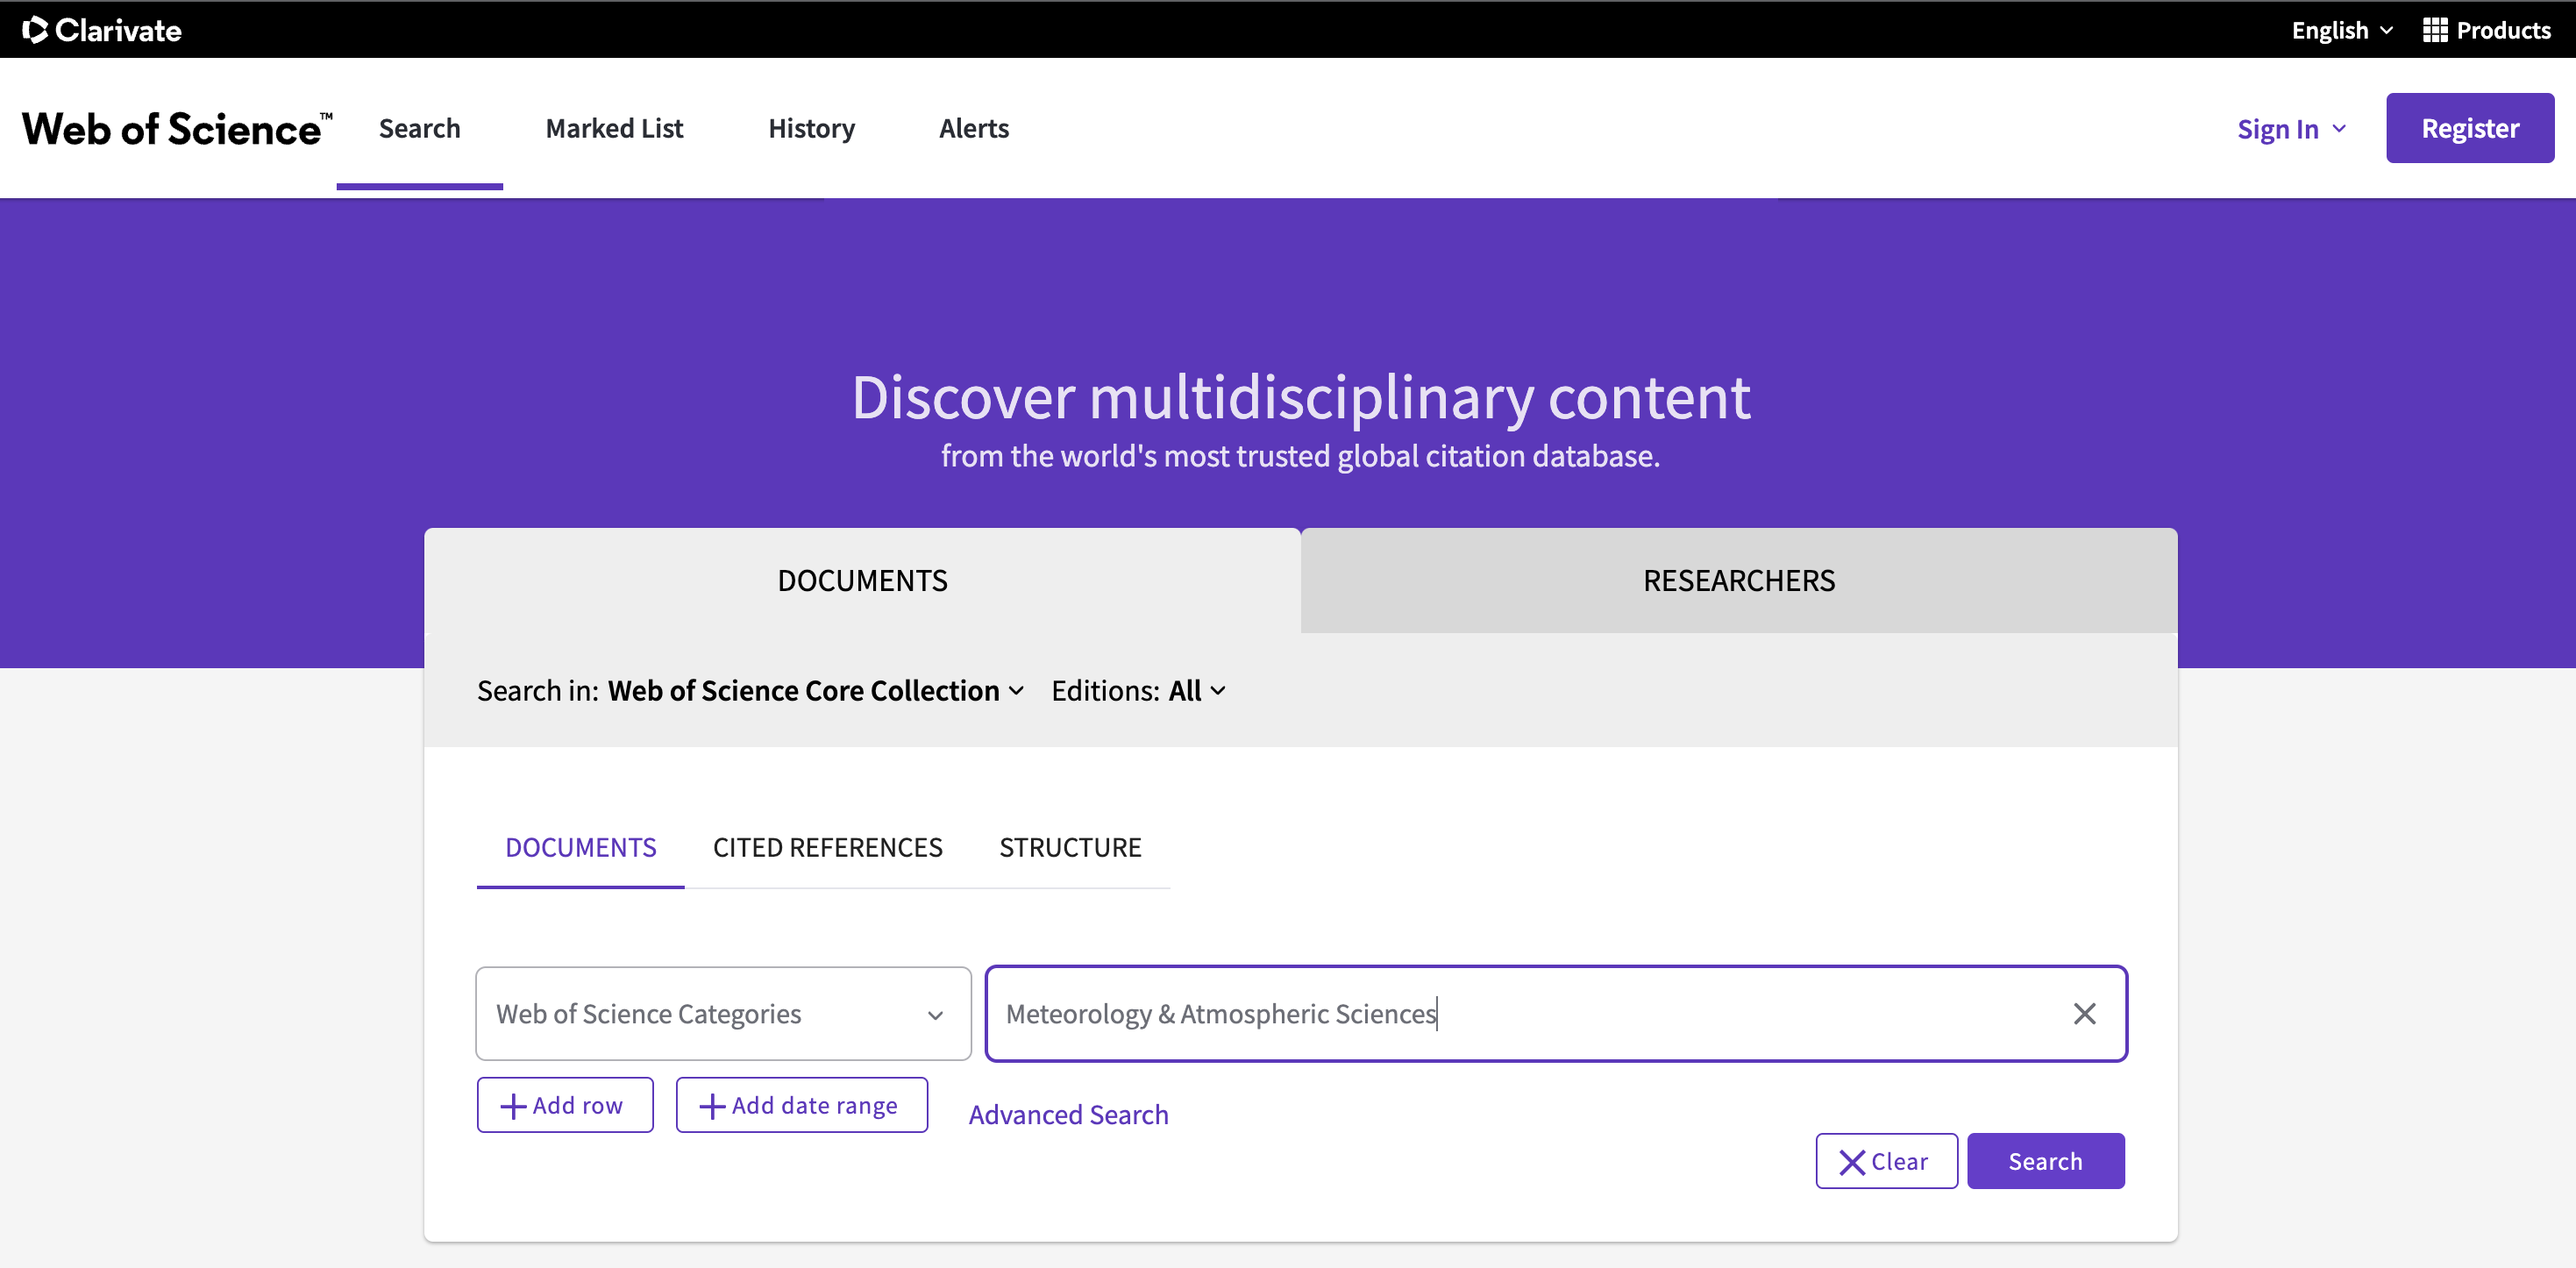 Clarivate
English
Products
Web of Science™
Search
Marked List
History
Alerts
Sign In
Register
Discover multidisciplinary content
from the world's most trusted global citation database.
DOCUMENTS
RESEARCHERS
Search in: Web of Science Core Collection
Editions: All
DOCUMENTS
CITED REFERENCES
STRUCTURE
Web of Science Categories
Meteorology & Atmospheric Sciences
Add row
Add date range
Advanced Search
Clear
Search